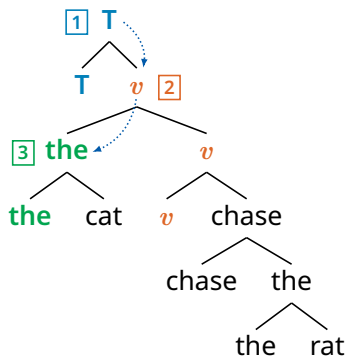 1 T
T v 2
3 the v
the cat v chase
chase the
the rat